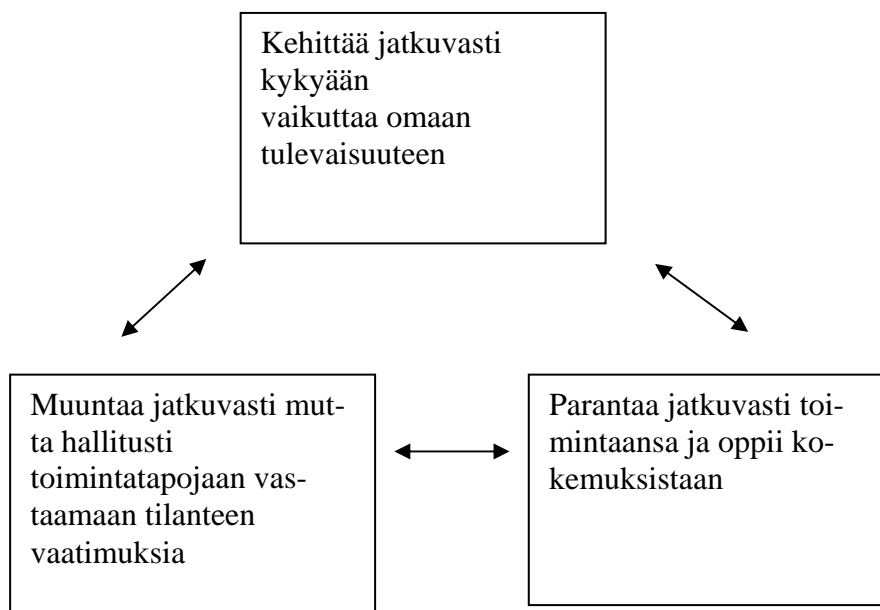 Kehittää jatkuvasti
kykyään
vaikuttaa omaan
tulevaisuuteen
Muuntaa jatkuvasti mut-
ta hallitusti
toimintatapojaan vas-
taamaan tilanteen
vaatimuksia
Parantaa jatkuvasti toi-
mintaansa ja oppii ko-
kemuksistaan